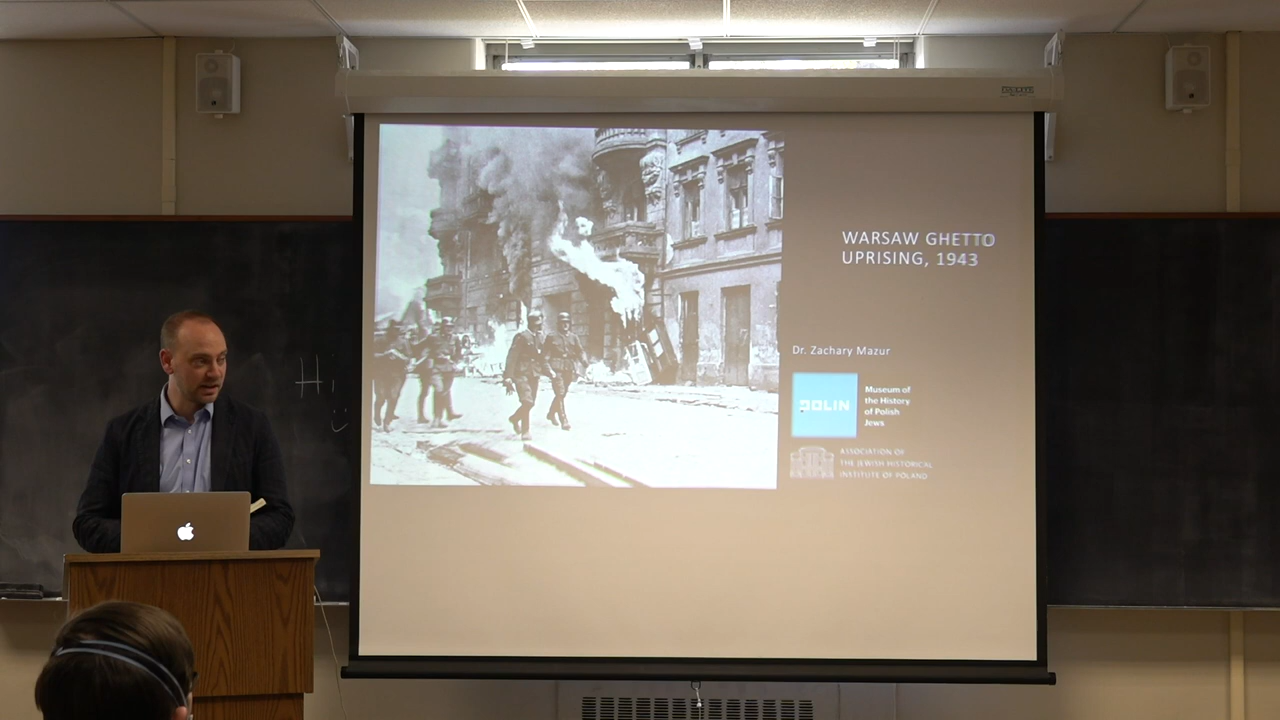 WARSAW GHETTO
UPRISING, 1943
Dr. Zachary Mazur
POLIN
Museum of
the History
of Polish
Jews
ASSOCIATION OF
THE JEWISH HISTORICAL
INSTITUTE OF POLAND
Hi